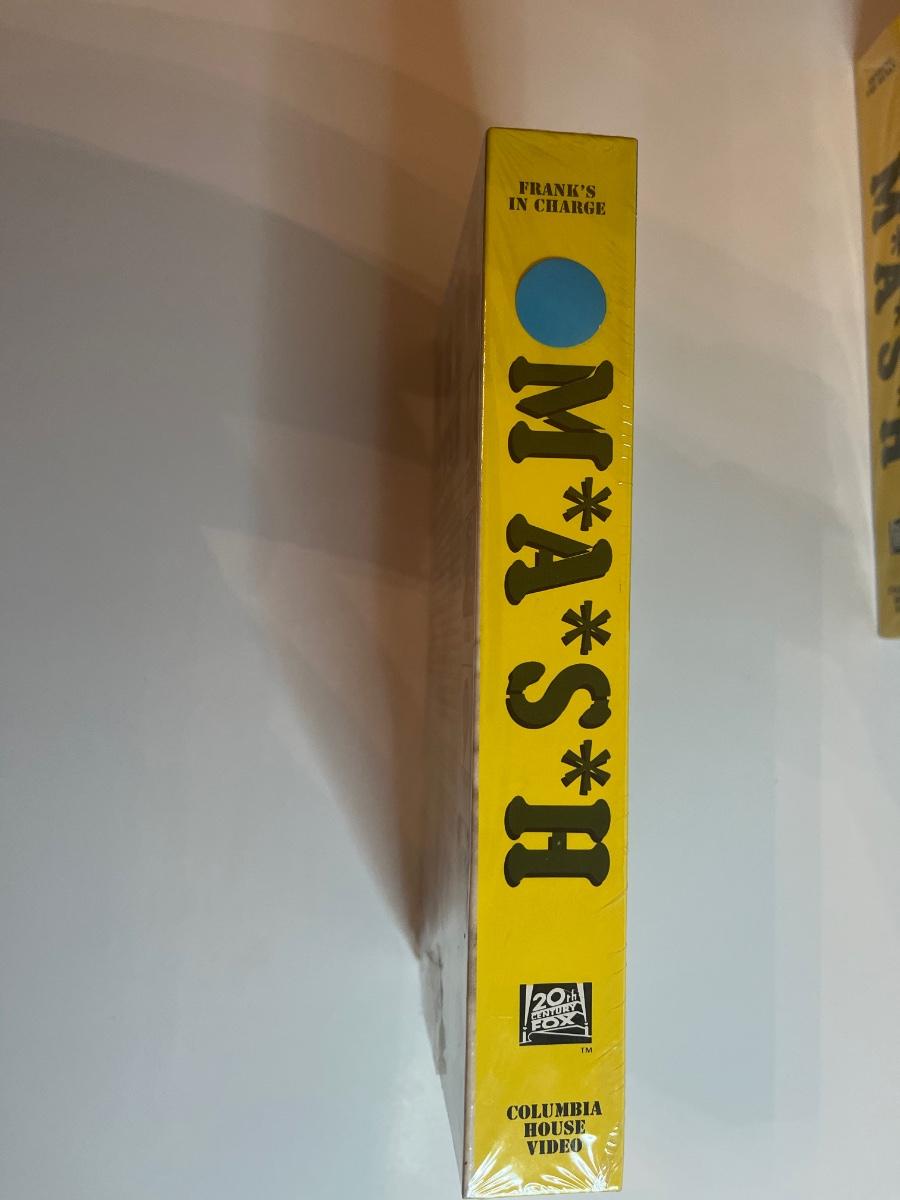 FRANK'S
IN CHARGE
M*A*S*H
20th
CENTURY
FOX
TM
COLUMBIA
HOUSE
VIDEO
M*A*S*H